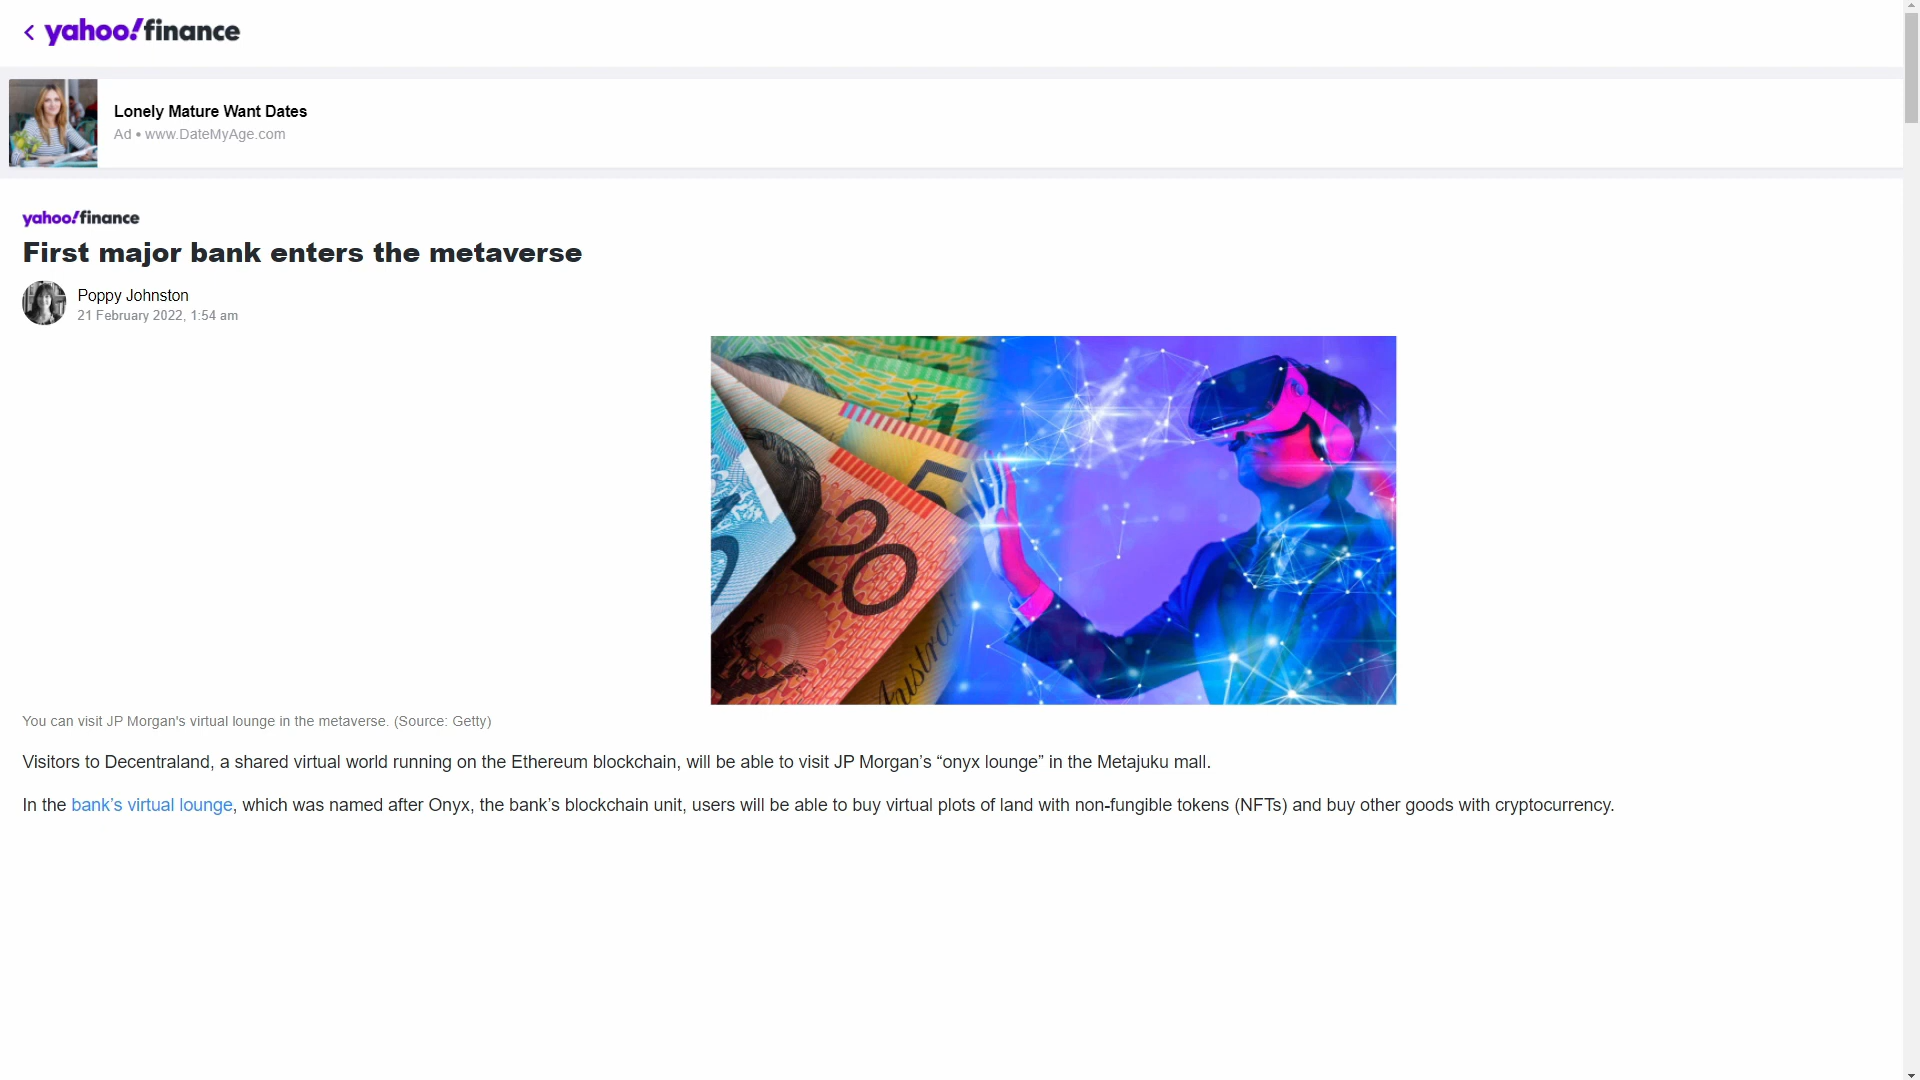 yahoo!finance
Lonely Mature Want Dates
Ad • www.DateMyAge.com
yahoo!finance
First major bank enters the metaverse
Poppy Johnston
21 February 2022, 1:54 am
20
5
Australia
You can visit JP Morgan's virtual lounge in the metaverse. (Source: Getty)
Visitors to Decentraland, a shared virtual world running on the Ethereum blockchain, will be able to visit JP Morgan’s “onyx lounge” in the Metajuku mall.
In the bank’s virtual lounge, which was named after Onyx, the bank’s blockchain unit, users will be able to buy virtual plots of land with non-fungible tokens (NFTs) and buy other goods with cryptocurrency.